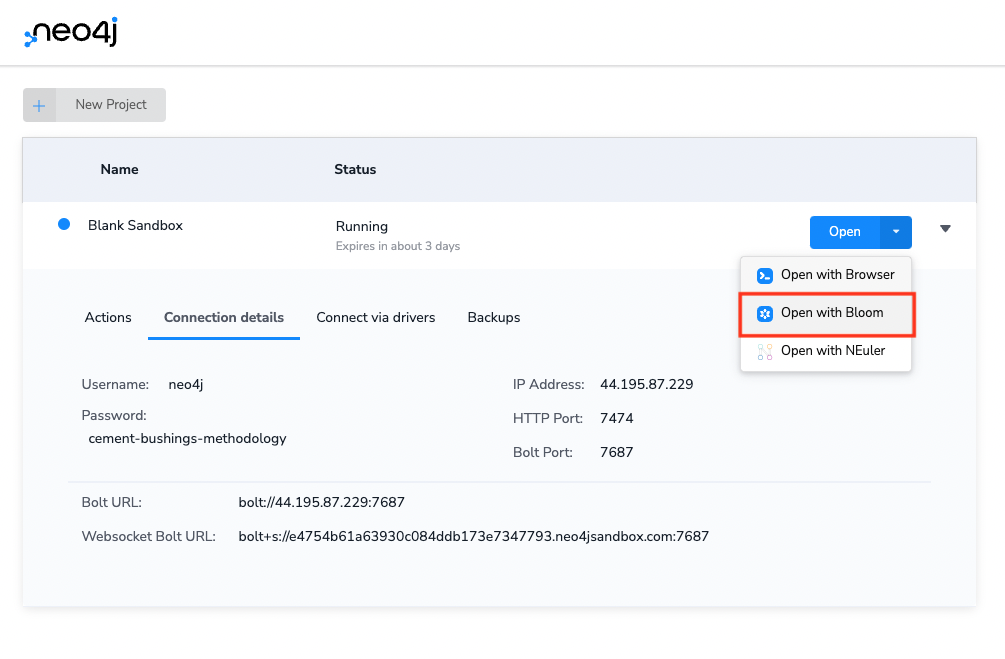 neo4j
New Project
Name Status
Blank Sandbox Running Open
Expires in about 3 days
Open with Browser
Open with Bloom
Open with NEuler
Actions Connection details Connect via drivers Backups
Username: neo4j IP Address: 44.195.87.229
Password: HTTP Port: 7474
cement-bushings-methodology
Bolt Port: 7687
Bolt URL: bolt://44.195.87.229:7687
Websocket Bolt URL: bolt+s://e4754b61a63930c084ddb173e7347793.neo4jsandbox.com:7687